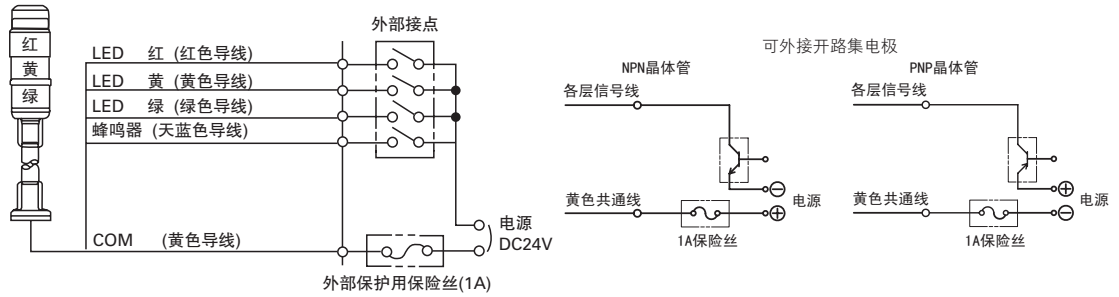 外部接点
红
黄
绿
LED 红 (红色导线)
LED 黄 (黄色导线)
LED 绿 (绿色导线)
蜂鸣器 (天蓝色导线)
COM (黄色导线)
电源
DC24V
外部保护用保险丝(1A)
可外接开路集电极
NPN晶体管
各层信号线
黄色共通线
电源
1A保险丝
PNP晶体管
各层信号线
黄色共通线
电源
1A保险丝